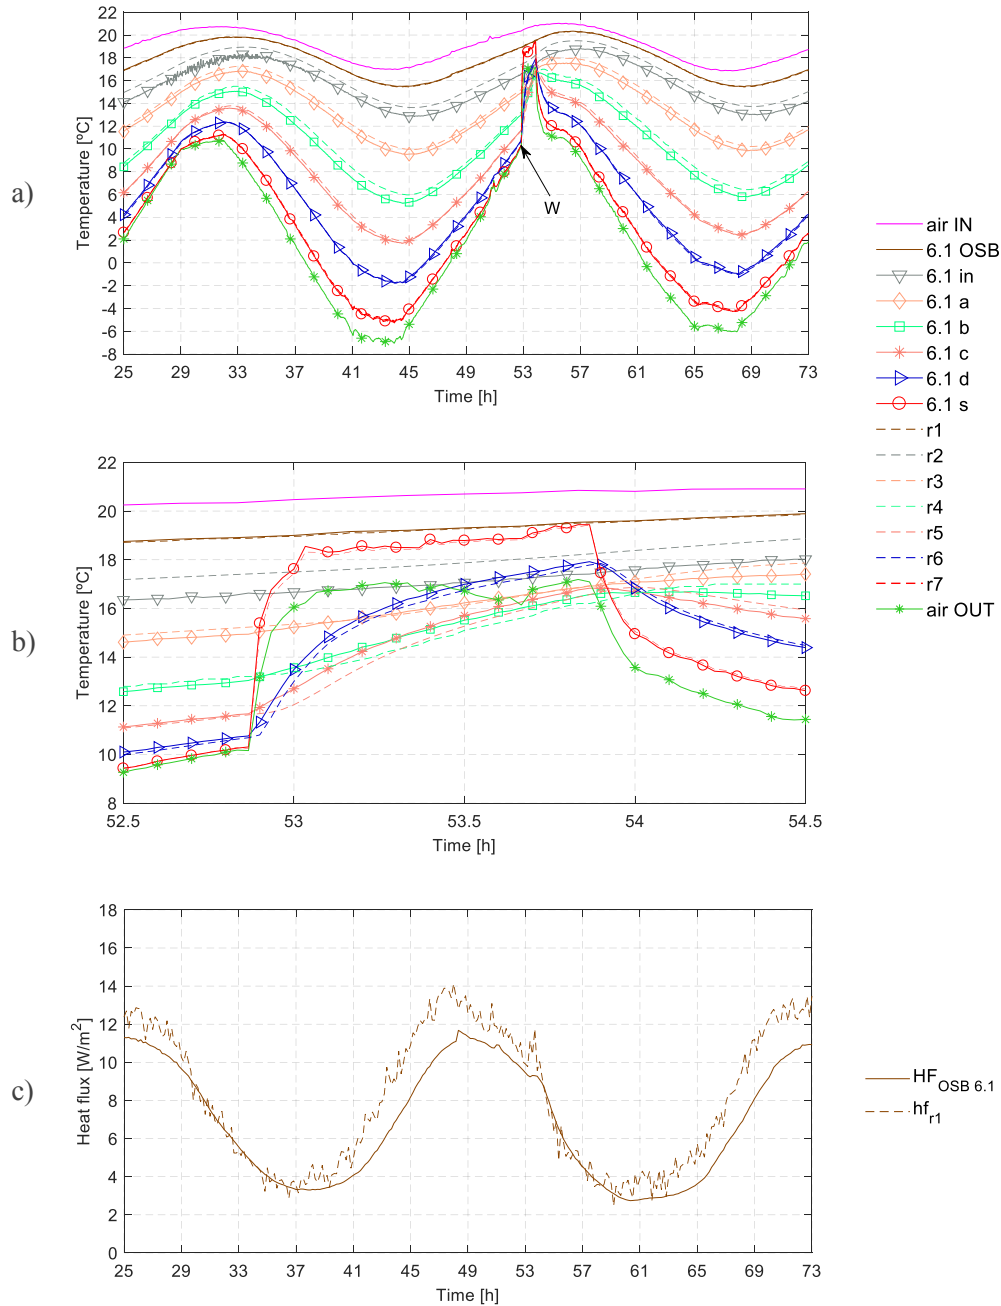 a)
Temperature [ºC]
22
20
18
16
14
12
10
8
6
4
2
0
-2
-4
-6
-8
W
25 29 33 37 41 45 49 53 57 61 65 69 73
Time [h]
b)
Temperature [ºC]
22
20
18
16
14
12
10
8
52.5 53 53.5 54 54.5
Time [h]
air IN
6.1 OSB
6.1 in
6.1 a
6.1 b
6.1 c
6.1 d
6.1 s
r1
r2
r3
r4
r5
r6
r7
air OUT
c)
Heat flux [W/m²]
18
16
14
12
10
8
6
4
2
0
25 29 33 37 41 45 49 53 57 61 65 69 73
Time [h]
HF OSB 6.1
hf r1